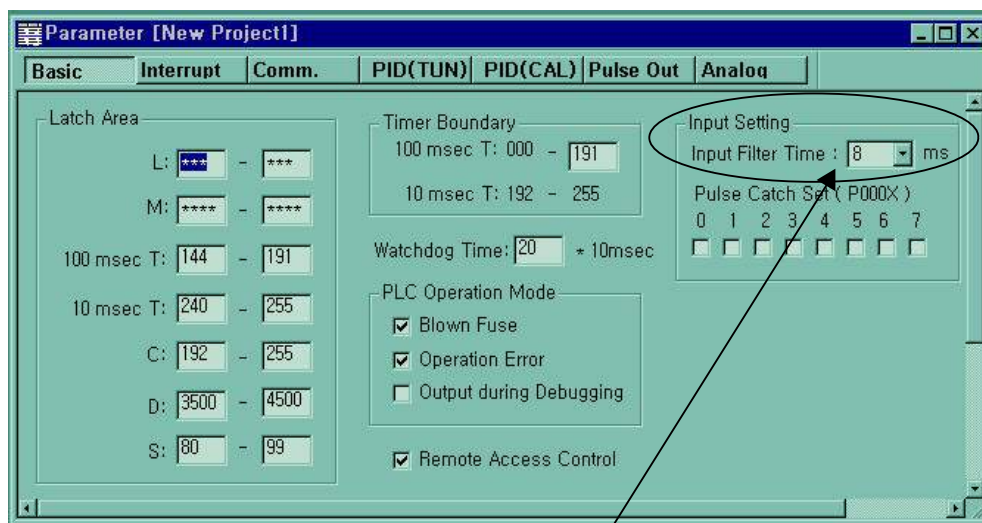 Parameter [New Project1]
Basic Interrupt Comm. PID(TUN) PID(CAL) Pulse Out Analog
Latch Area
L: *** - ***
M: **** - ****
100 msec T: 144 - 191
10 msec T: 240 - 255
C: 192 - 255
D: 3500 - 4500
S: 80 - 99
Timer Boundary
100 msec T: 000 - 191
10 msec T: 192 - 255
Watchdog Time: 20 * 10msec
PLC Operation Mode
Blown Fuse
Operation Error
Output during Debugging
Remote Access Control
Input Setting
Input Filter Time : 8 ms
Pulse Catch Set ( P000X )
0 1 2 3 4 5 6 7